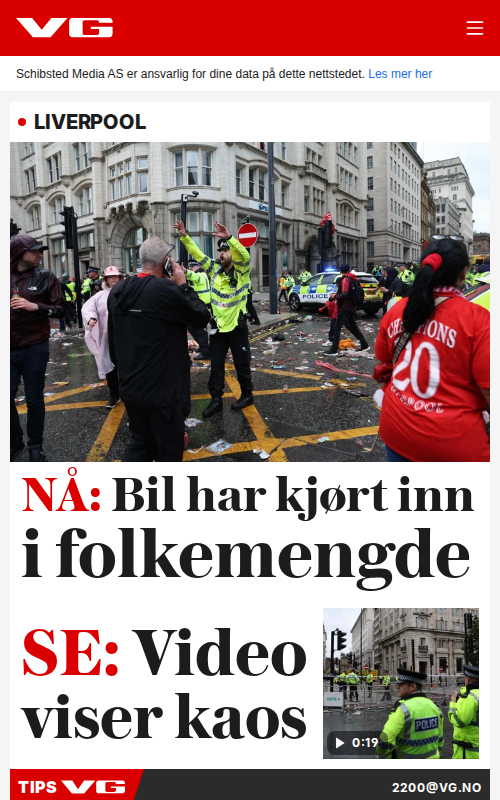 VG
Schibsted Media AS er ansvarlig for dine data på dette nettstedet. Les mer her
LIVERPOOL
POLICE
CHAMPIONS
20
LIVERPOOL
NÅ: Bil har kjørt inn
i folkemengde
SE: Video
viser kaos
POLICE
0:19
TIPS VG
2200@VG.NO